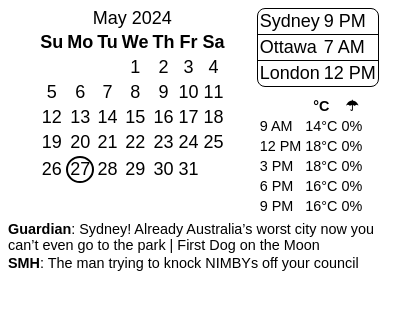 May 2024
Su Mo Tu We Th Fr Sa
1 2 3 4
5 6 7 8 9 10 11
12 13 14 15 16 17 18
19 20 21 22 23 24 25
26 27 28 29 30 31
Sydney 9 PM
Ottawa 7 AM
London 12 PM
°C ☂
9 AM 14°C 0%
12 PM 18°C 0%
3 PM 18°C 0%
6 PM 16°C 0%
9 PM 16°C 0%
Guardian: Sydney! Already Australia’s worst city now you
can’t even go to the park | First Dog on the Moon
SMH: The man trying to knock NIMBYs off your council